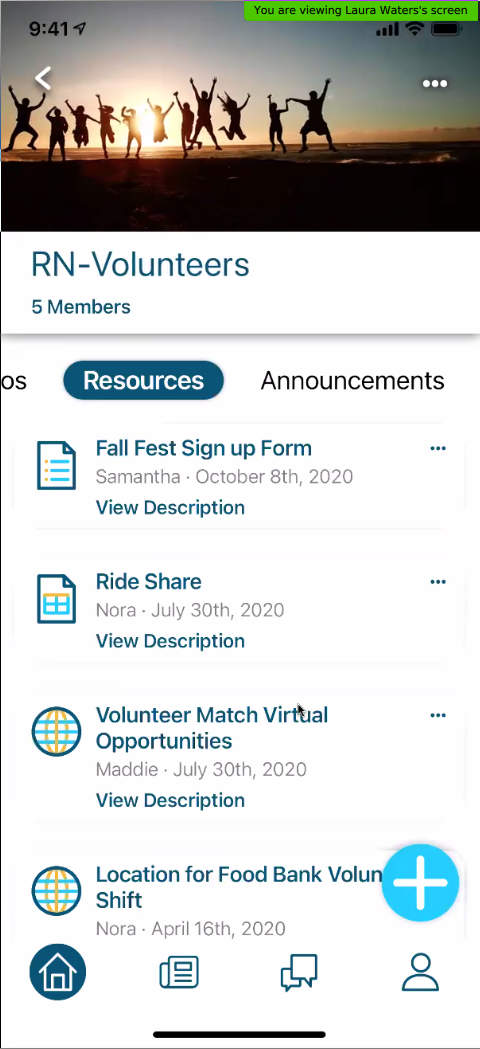 You are viewing Laura Waters's screen
9:41
RN-Volunteers
5 Members
os Resources Announcements
Fall Fest Sign up Form
Samantha · October 8th, 2020
View Description
Ride Share
Nora · July 30th, 2020
View Description
Volunteer Match Virtual
Opportunities
Maddie · July 30th, 2020
View Description
Location for Food Bank Volun
Shift
Nora · April 16th, 2020